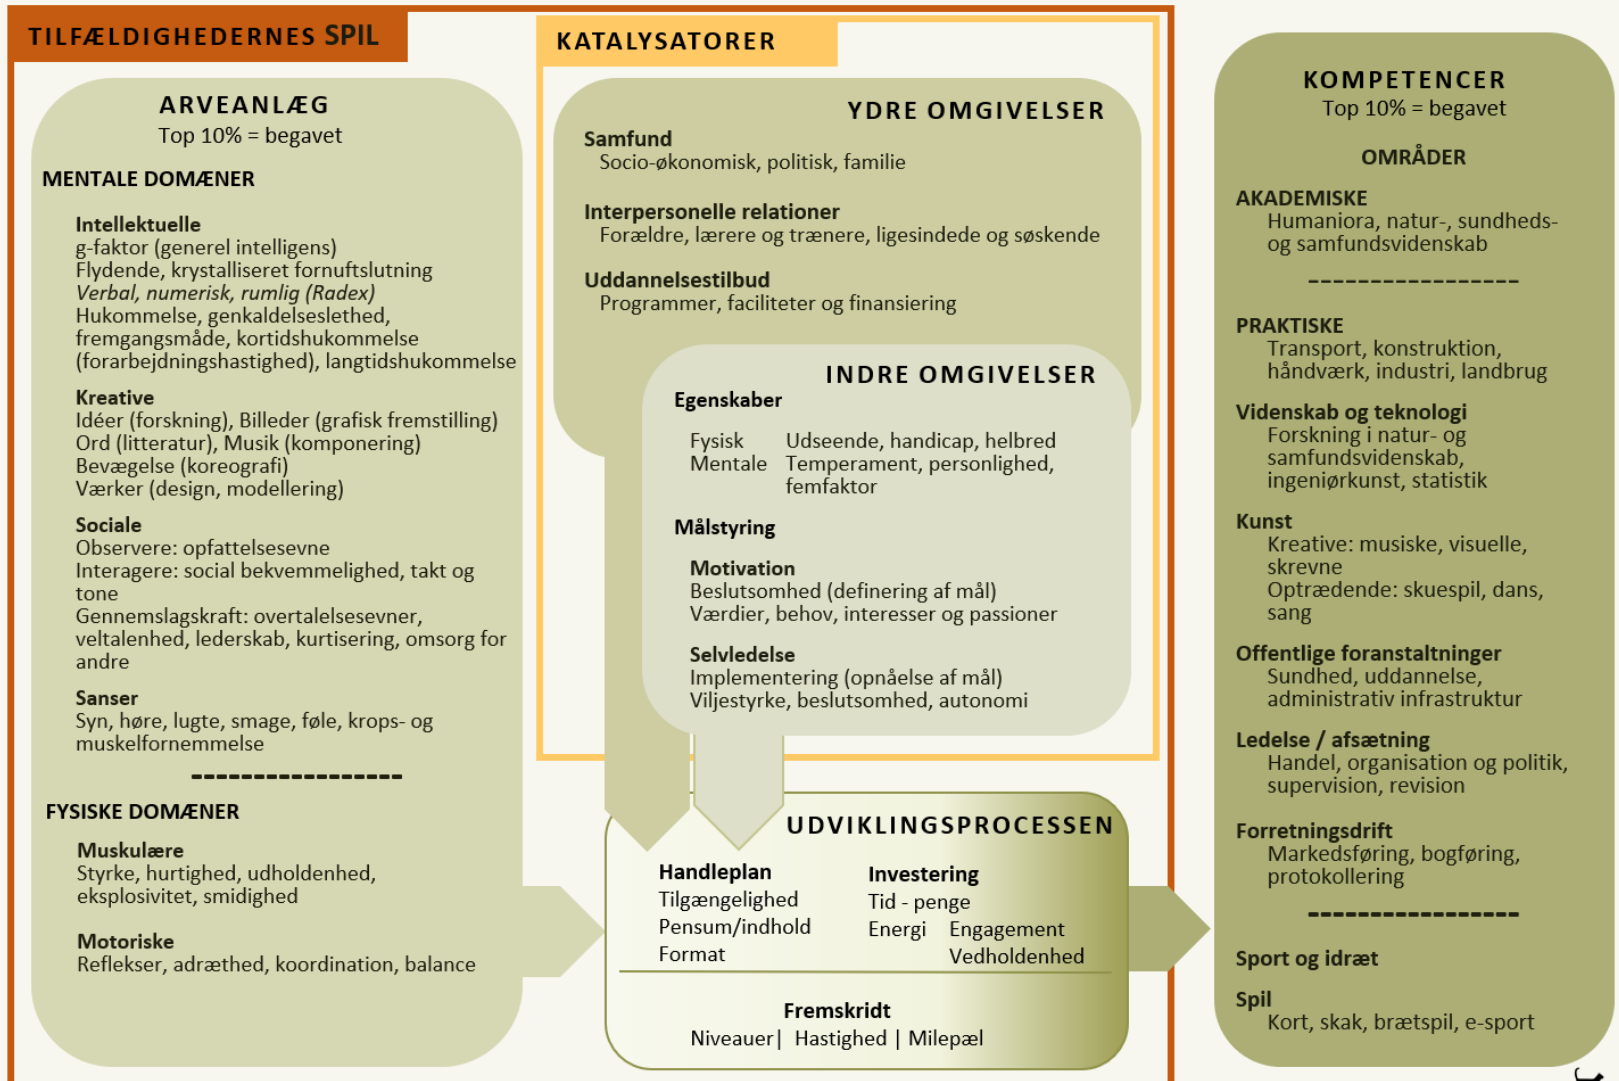 TILFÆLDIGHEDERNES SPIL
ARVEANLÆG
Top 10% = begavet
MENTALE DOMÆNER
Intellektuelle
g-faktor (generel intelligens)
Flydende, krystalliseret fornuftslutning
Verbal, numerisk, rumlig (Radex)
Hukommelse, genkaldelseslethed,
fremgangsmåde, kortidshukommelse
(forarbejdningshastighed), langtidshukommelse
Kreative
Idéer (forskning), Billeder (grafisk fremstilling)
Ord (litteratur), Musik (komponering)
Bevægelse (koreografi)
Værker (design, modellering)
Sociale
Observere: opfattelsesevne
Interagere: social bekvemmelighed, takt og
tone
Gennemslagskraft: overtalelsesevner,
veltalenhed, lederskab, kurtisering, omsorg for
andre
Sanser
Syn, høre, lugte, smage, føle, krops- og
muskelfornemmelse
-----------------
FYSISKE DOMÆNER
Muskulære
Styrke, hurtighed, udholdenhed,
eksplosivitet, smidighed
Motoriske
Reflekser, adræthed, koordination, balance
KATALYSATORER
YDRE OMGIVELSER
Samfund
Socio-økonomisk, politisk, familie
Interpersonelle relationer
Forældre, lærere og trænere, ligesindede og søskende
Uddannelsestilbud
Programmer, faciliteter og finansiering
INDRE OMGIVELSER
Egenskaber
Fysisk Udseende, handicap, helbred
Mentale Temperament, personlighed,
femfaktor
Målstyring
Motivation
Beslutsomhed (definering af mål)
Værdier, behov, interesser og passioner
Selvledelse
Implementering (opnåelse af mål)
Viljestyrke, beslutsomhed, autonomi
UDVIKLINGSPROCESSEN
Handleplan
Tilgængelighed
Pensum/indhold
Format
Investering
Tid - penge
Energi Engagement
Vedholdenhed
Fremskridt
Niveauer| Hastighed | Milepæl
KOMPETENCER
Top 10% = begavet
OMRÅDER
AKADEMISKE
Humaniora, natur-, sundheds-
og samfundsvidenskab
-----------------
PRAKTISKE
Transport, konstruktion,
håndværk, industri, landbrug
Videnskab og teknologi
Forskning i natur- og
samfundsvidenskab,
ingeniørkunst, statistik
Kunst
Kreative: musiske, visuelle,
skrevne
Optrædende: skuespil, dans,
sang
Offentlige foranstaltninger
Sundhed, uddannelse,
administrativ infrastruktur
Ledelse / afsætning
Handel, organisation og politik,
supervision, revision
Forretningsdrift
Markedsføring, bogføring,
protokollering
-----------------
Sport og idræt
Spil
Kort, skak, brætspil, e-sport